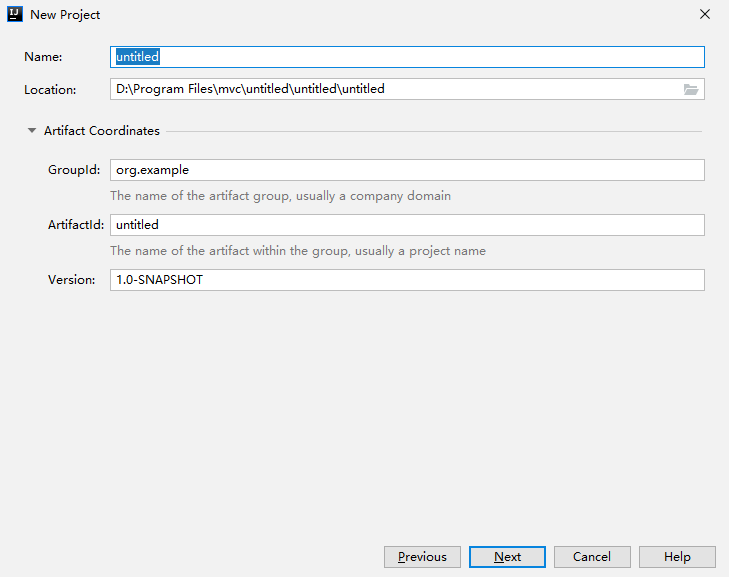 IJ New Project
Name: untitled
Location: D:\Program Files\mvc\untitled\untitled\untitled
Artifact Coordinates
GroupId: org.example
The name of the artifact group, usually a company domain
ArtifactId: untitled
The name of the artifact within the group, usually a project name
Version: 1.0-SNAPSHOT
Previous Next Cancel Help